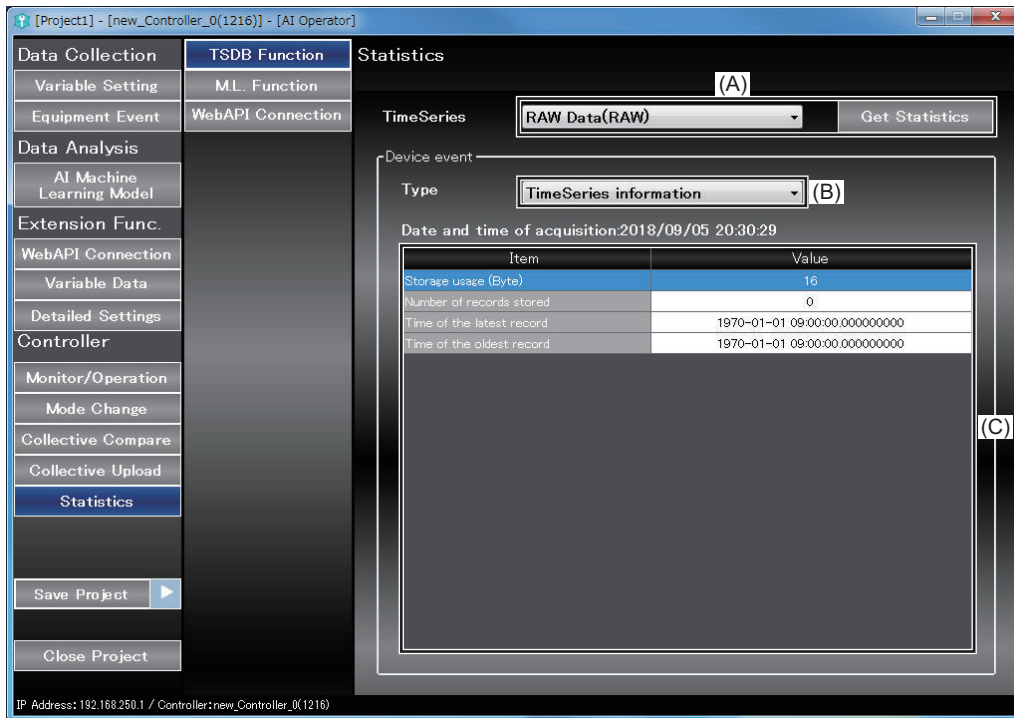 [Project1] - [new_Controller_0(1216)] - [AI Operator]
Data Collection
Variable Setting
Equipment Event
Data Analysis
AI Machine
Learning Model
Extension Func.
WebAPI Connection
Variable Data
Detailed Settings
Controller
Monitor/Operation
Mode Change
Collective Compare
Collective Upload
Statistics
Save Project
Close Project
TSDB Function
M.L. Function
WebAPI Connection
Statistics
(A)
TimeSeries RAW Data(RAW) Get Statistics
Device event
Type TimeSeries information (B)
Date and time of acquisition:2018/09/05 20:30:29
Item Value
Storage usage (Byte) 16
Number of records stored 0
Time of the latest record 1970-01-01 09:00:00.000000000
Time of the oldest record 1970-01-01 09:00:00.000000000
(C)
IP Address: 192.168.250.1 / Controller:new_Controller_0(1216)